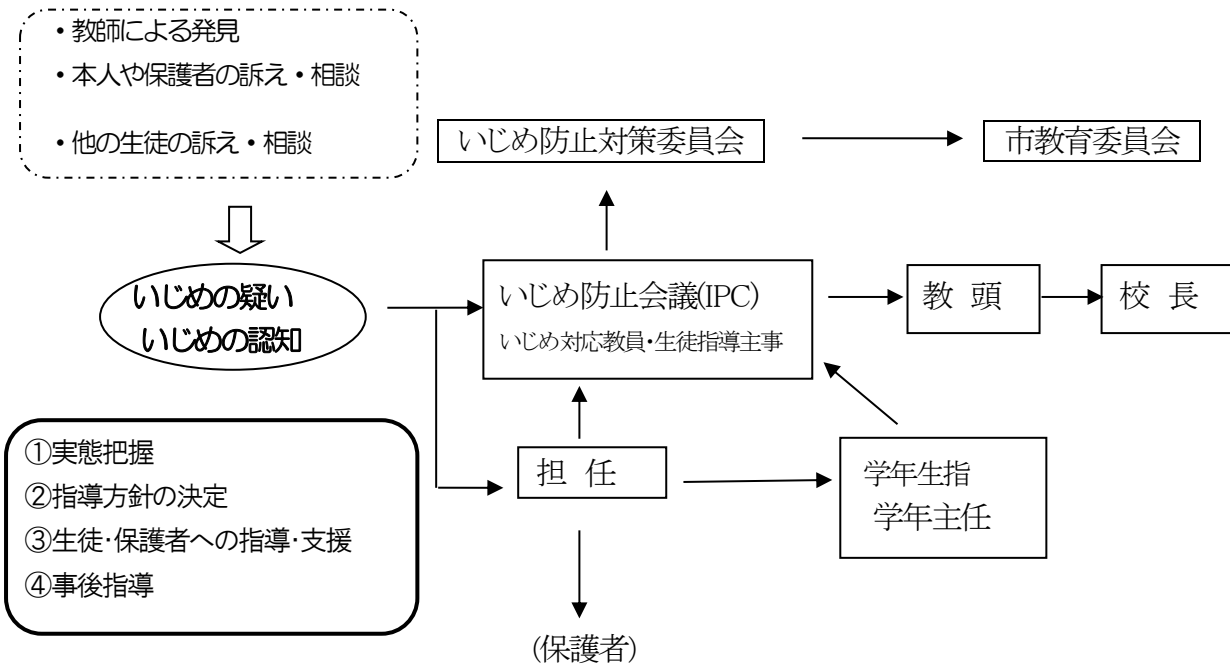 ・教師による発見
・本人や保護者の訴え・相談
・他の生徒の訴え・相談
いじめ防止対策委員会
市教育委員会
いじめの疑い
いじめの認知
いじめ防止会議(IPC)
いじめ対応教員・生徒指導主事
教 頭
校 長
①実態把握
②指導方針の決定
③生徒・保護者への指導・支援
④事後指導
担 任
学年生指
学年主任
(保護者)